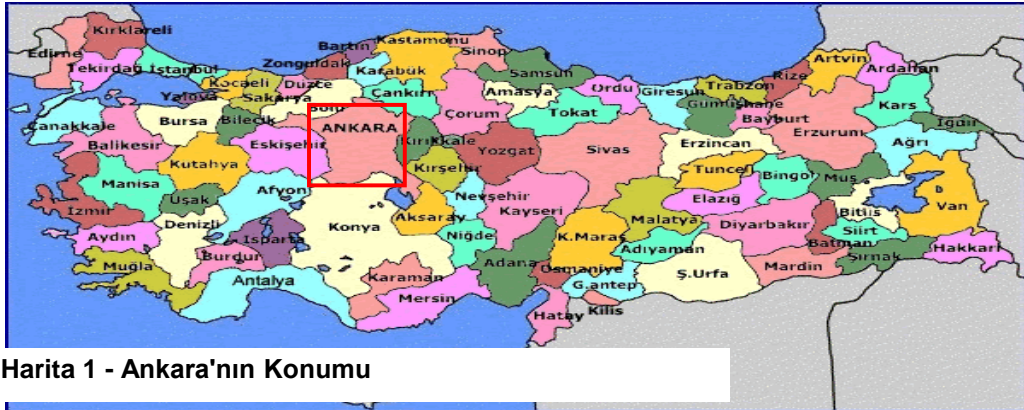 Kırklareli
Edirne
Tekirdağ
İstanbul
Yalova
Kocaeli
Sakarya
Düzce
Zonguldak
Bartın
Karabük
Kastamonu
Sinop
Çankırı
Samsun
Amasya
Çorum
Tokat
Ordu
Giresun
Trabzon
Gümüşhane
Rize
Artvin
Ardahan
Bayburt
Kars
Iğdır
Erzurum
Ağrı
Çanakkale
Balikesir
Bursa
Bilecik
Bolu
ANKARA
Kırıkkale
Eskişehir
Kutahya
Kırşehir
Yozgat
Sivas
Erzincan
Tunceli
Bingöl
Muş
Bitlis
Van
Manisa
Uşak
Afyon
İzmir
Aydın
Denizli
Isparta
Burdur
Muğla
Antalya
Konya
Aksaray
Nevşehir
Niğde
Kayseri
Karaman
Mersin
Adana
K.Maraş
Osmaniye
Malatya
Elazığ
Adıyaman
G.antep
Kilis
Hatay
Ş.Urfa
Diyarbakır
Batman
Mardin
Siirt
Şırnak
Hakkari
Harita 1 - Ankara'nın Konumu